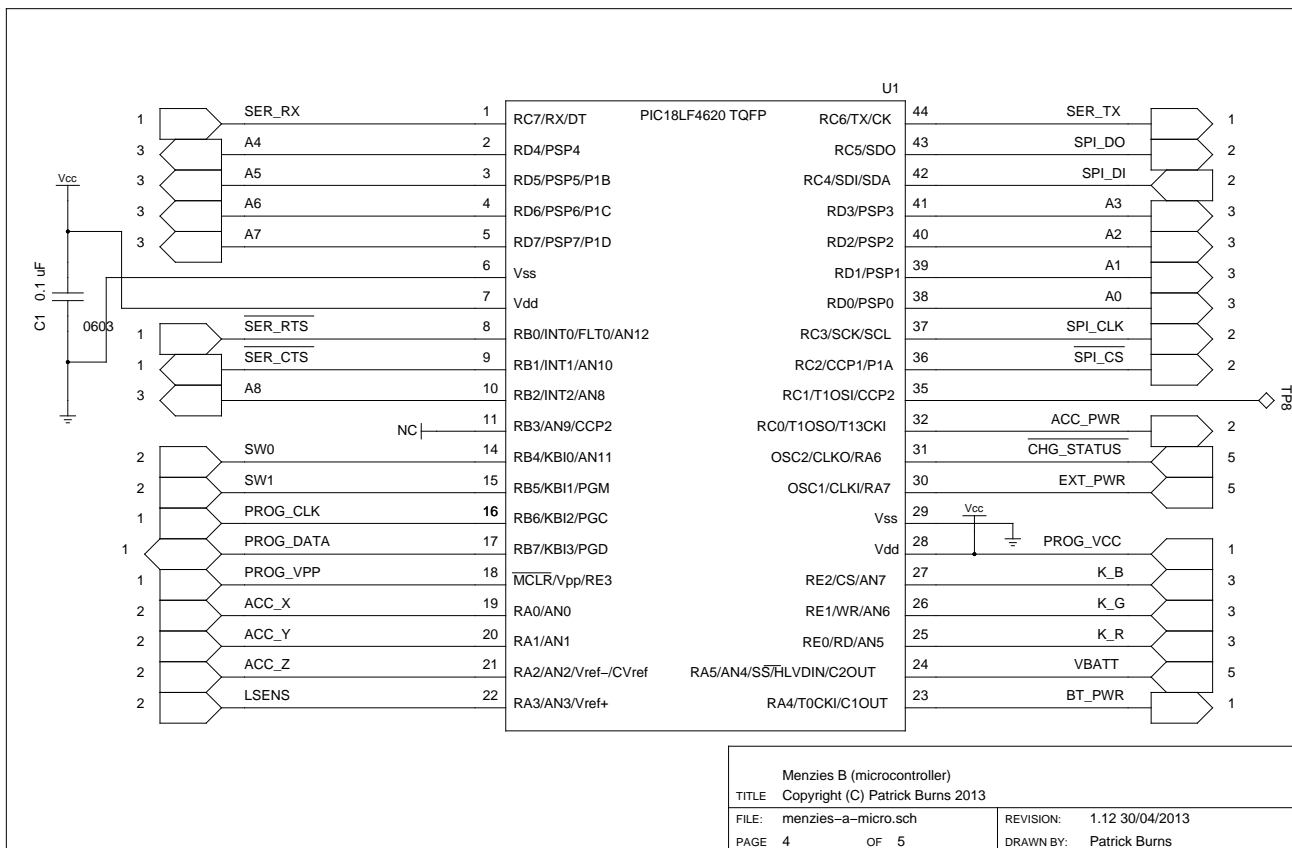 U1
PIC18LF4620 TQFP
1 SER_RX 1 RC7/RX/DT RC6/TX/CK 44 SER_TX 1
3 A4 2 RD4/PSP4 RC5/SDO 43 SPI_DO 2
3 A5 3 RD5/PSP5/P1B RC4/SDI/SDA 42 SPI_DI 2
3 A6 4 RD6/PSP6/P1C RD3/PSP3 41 A3 3
3 A7 5 RD7/PSP7/P1D RD2/PSP2 40 A2 3
6 Vss RD1/PSP1 39 A1 3
7 Vdd RD0/PSP0 38 A0 3
Vcc
C1 0.1 uF
0603
1 SER_RTS 8 RB0/INT0/FLT0/AN12 RC3/SCK/SCL 37 SPI_CLK 2
1 SER_CTS 9 RB1/INT1/AN10 RC2/CCP1/P1A 36 SPI_CS 2
3 A8 10 RB2/INT2/AN8 RC1/T1OSI/CCP2 35 TP8
NC 11 RB3/AN9/CCP2 RC0/T1OSO/T13CKI 32 ACC_PWR 2
2 SW0 14 RB4/KBI0/AN11 OSC2/CLKO/RA6 31 CHG_STATUS 5
2 SW1 15 RB5/KBI1/PGM OSC1/CLKI/RA7 30 EXT_PWR 5
1 PROG_CLK 16 RB6/KBI2/PGC Vss 29 Vcc
1 PROG_DATA 17 RB7/KBI3/PGD Vdd 28 PROG_VCC 1
1 PROG_VPP 18 MCLR/Vpp/RE3 RE2/CS/AN7 27 K_B 3
2 ACC_X 19 RA0/AN0 RE1/WR/AN6 26 K_G 3
2 ACC_Y 20 RA1/AN1 RE0/RD/AN5 25 K_R 3
2 ACC_Z 21 RA2/AN2/Vref−/CVref RA5/AN4/SS/HLVDIN/C2OUT 24 VBATT 5
2 LSENS 22 RA3/AN3/Vref+ RA4/T0CKI/C1OUT 23 BT_PWR 1
Menzies B (microcontroller)
TITLE Copyright (C) Patrick Burns 2013
FILE: menzies−a−micro.sch REVISION: 1.12 30/04/2013
PAGE 4 OF 5 DRAWN BY: Patrick Burns